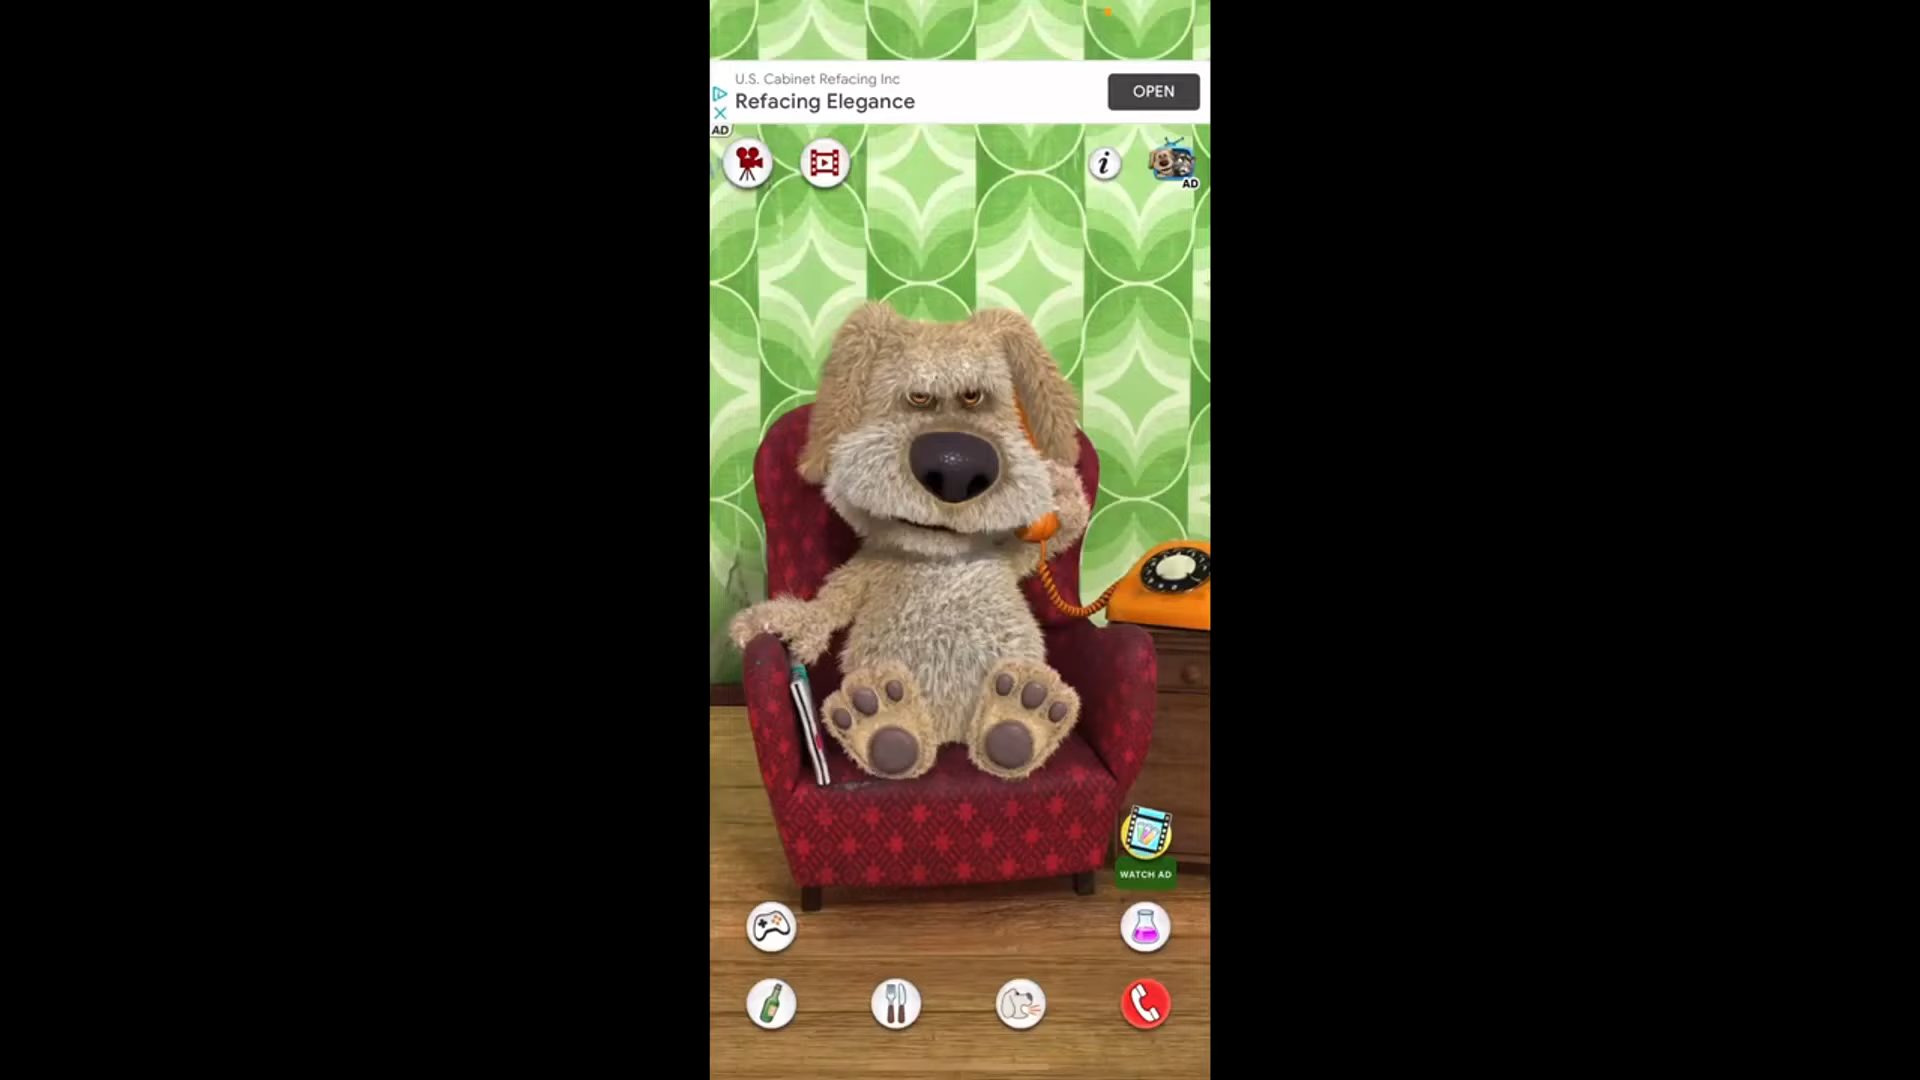 U.S. Cabinet Refacing Inc
Refacing Elegance
OPEN
AD
i
AD
WATCH AD